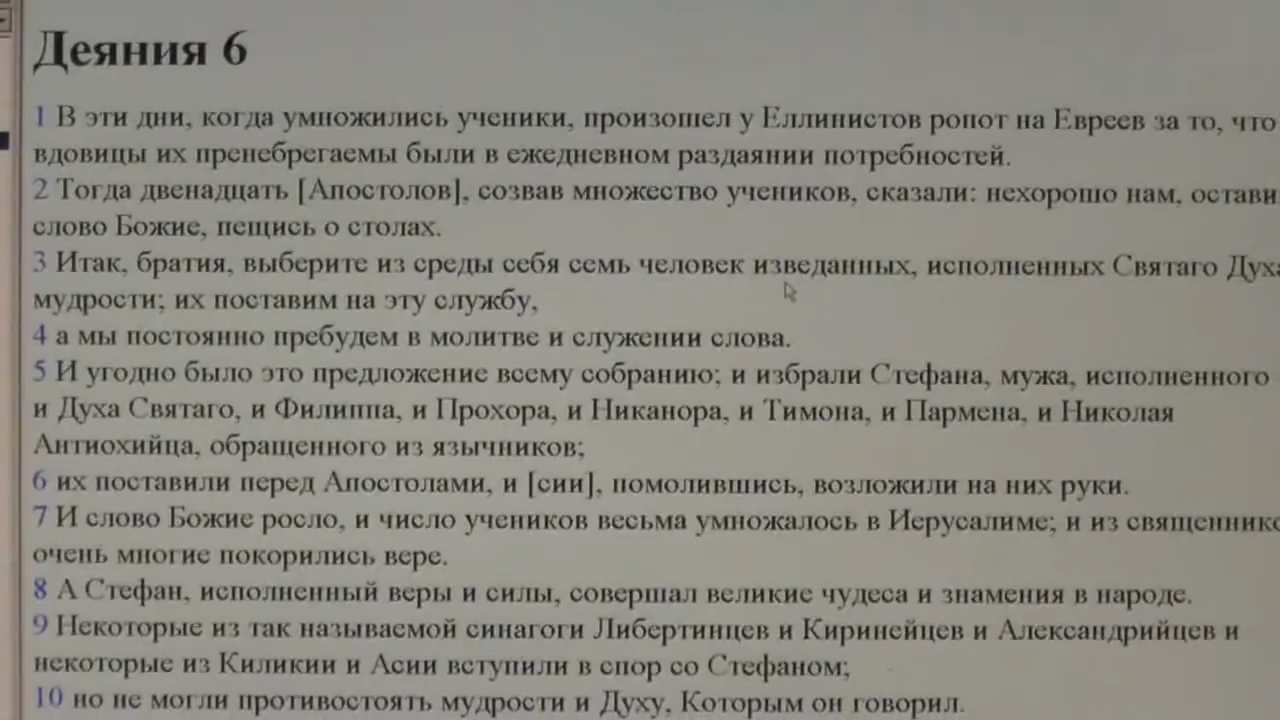 Деяния 6
1 В эти дни, когда умножились ученики, произошел у Еллинистов ропот на Евреев за то, что
вдовицы их пренебрегаемы были в ежедневном раздаянии потребностей.
2 Тогда двенадцать [Апостолов], созвав множество учеников, сказали: нехорошо нам, остави
слово Божие, пещись о столах.
3 Итак, братия, выберите из среды себя семь человек изведанных, исполненных Святаго Духа
мудрости; их поставим на эту службу,
4 а мы постоянно пребудем в молитве и служении слова.
5 И угодно было это предложение всему собранию; и избрали Стефана, мужа, исполненного
и Духа Святаго, и Филиппа, и Прохора, и Никанора, и Тимона, и Пармена, и Николая
Антиохийца, обращенного из язычников;
6 их поставили перед Апостолами, и [сии], помолившись, возложили на них руки.
7 И слово Божие росло, и число учеников весьма умножалось в Иерусалиме; и из священнико
очень многие покорились вере.
8 А Стефан, исполненный веры и силы, совершал великие чудеса и знамения в народе.
9 Некоторые из так называемой синагоги Либертинцев и Киринейцев и Александрийцев и
некоторые из Киликии и Асии вступили в спор со Стефаном;
10 но не могли противостоять мудрости и Духу, Которым он говорил.